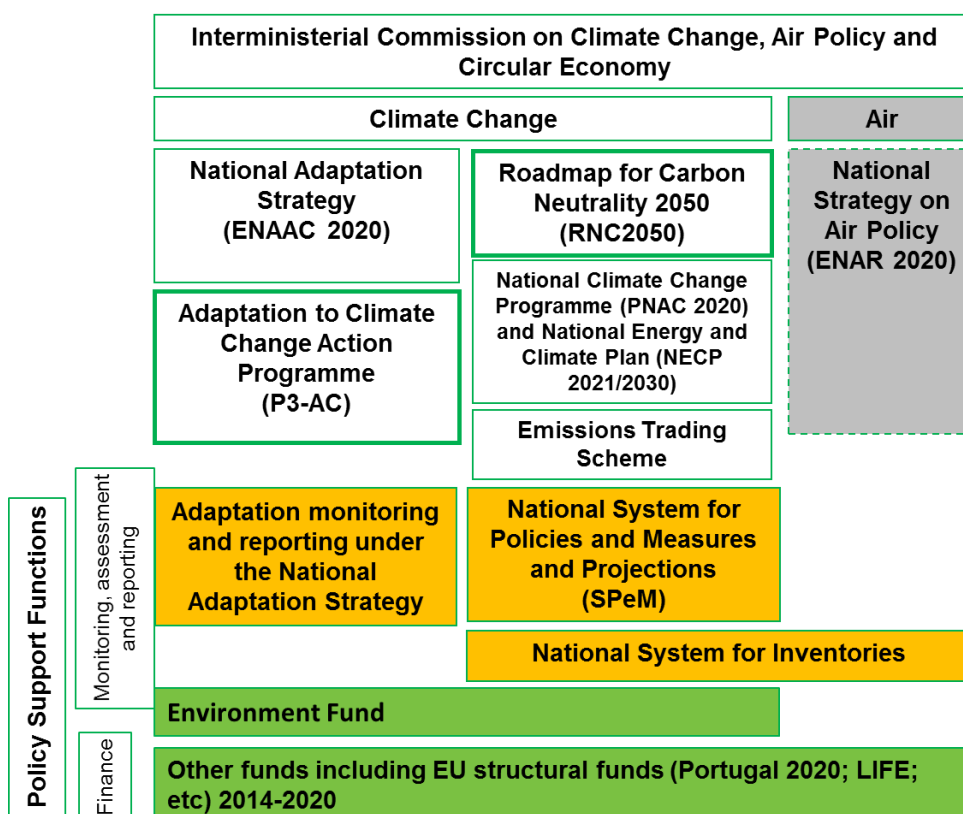 Interministerial Commission on Climate Change, Air Policy and
Circular Economy
Climate Change
Air
National Adaptation
Strategy
(ENAAC 2020)
Roadmap for Carbon
Neutrality 2050
(RNC2050)
National
Strategy on
Air Policy
(ENAR 2020)
National Climate Change
Programme (PNAC 2020)
and National Energy and
Climate Plan (NECP
2021/2030)
Adaptation to Climate
Change Action
Programme
(P3-AC)
Emissions Trading
Scheme
Policy Support Functions
Monitoring, assessment
and reporting
Adaptation monitoring
and reporting under
the National
Adaptation Strategy
National System for
Policies and Measures
and Projections
(SPeM)
National System for Inventories
Finance
Environment Fund
Other funds including EU structural funds (Portugal 2020; LIFE;
etc) 2014-2020